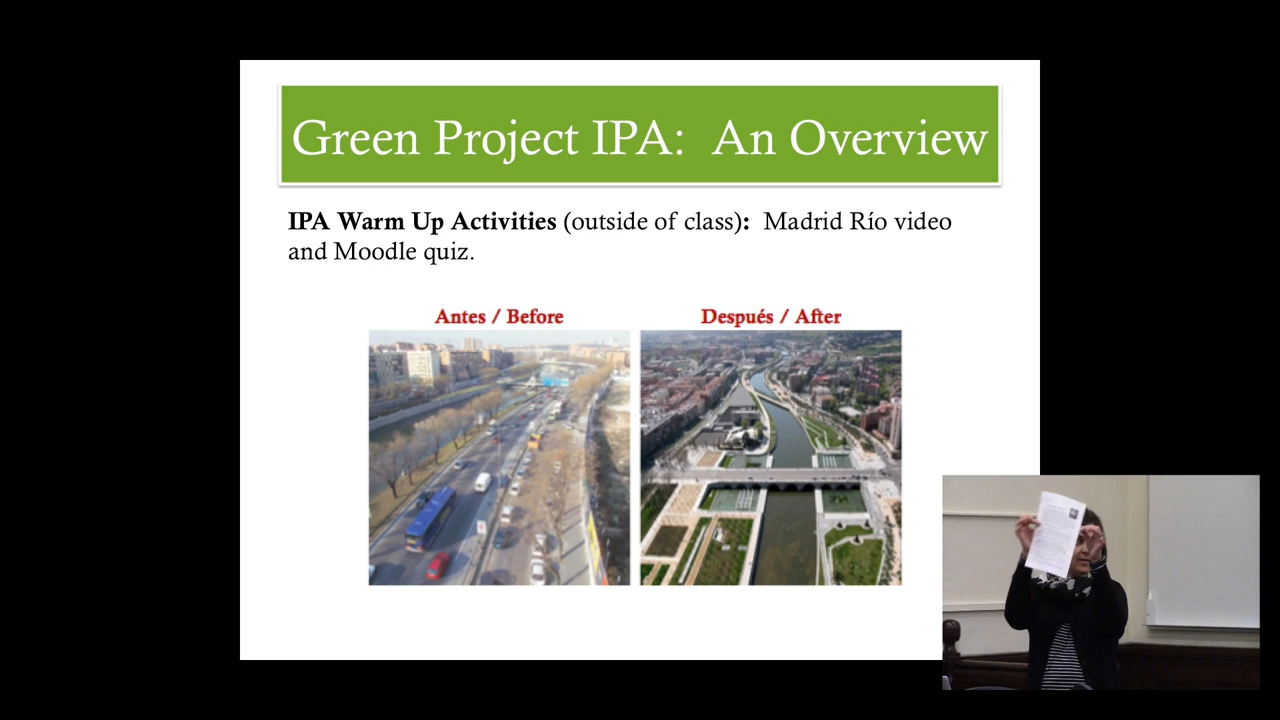 Green Project IPA:  An Overview
IPA Warm Up Activities (outside of class):  Madrid Río video
and Moodle quiz.
Antes / Before
Después / After